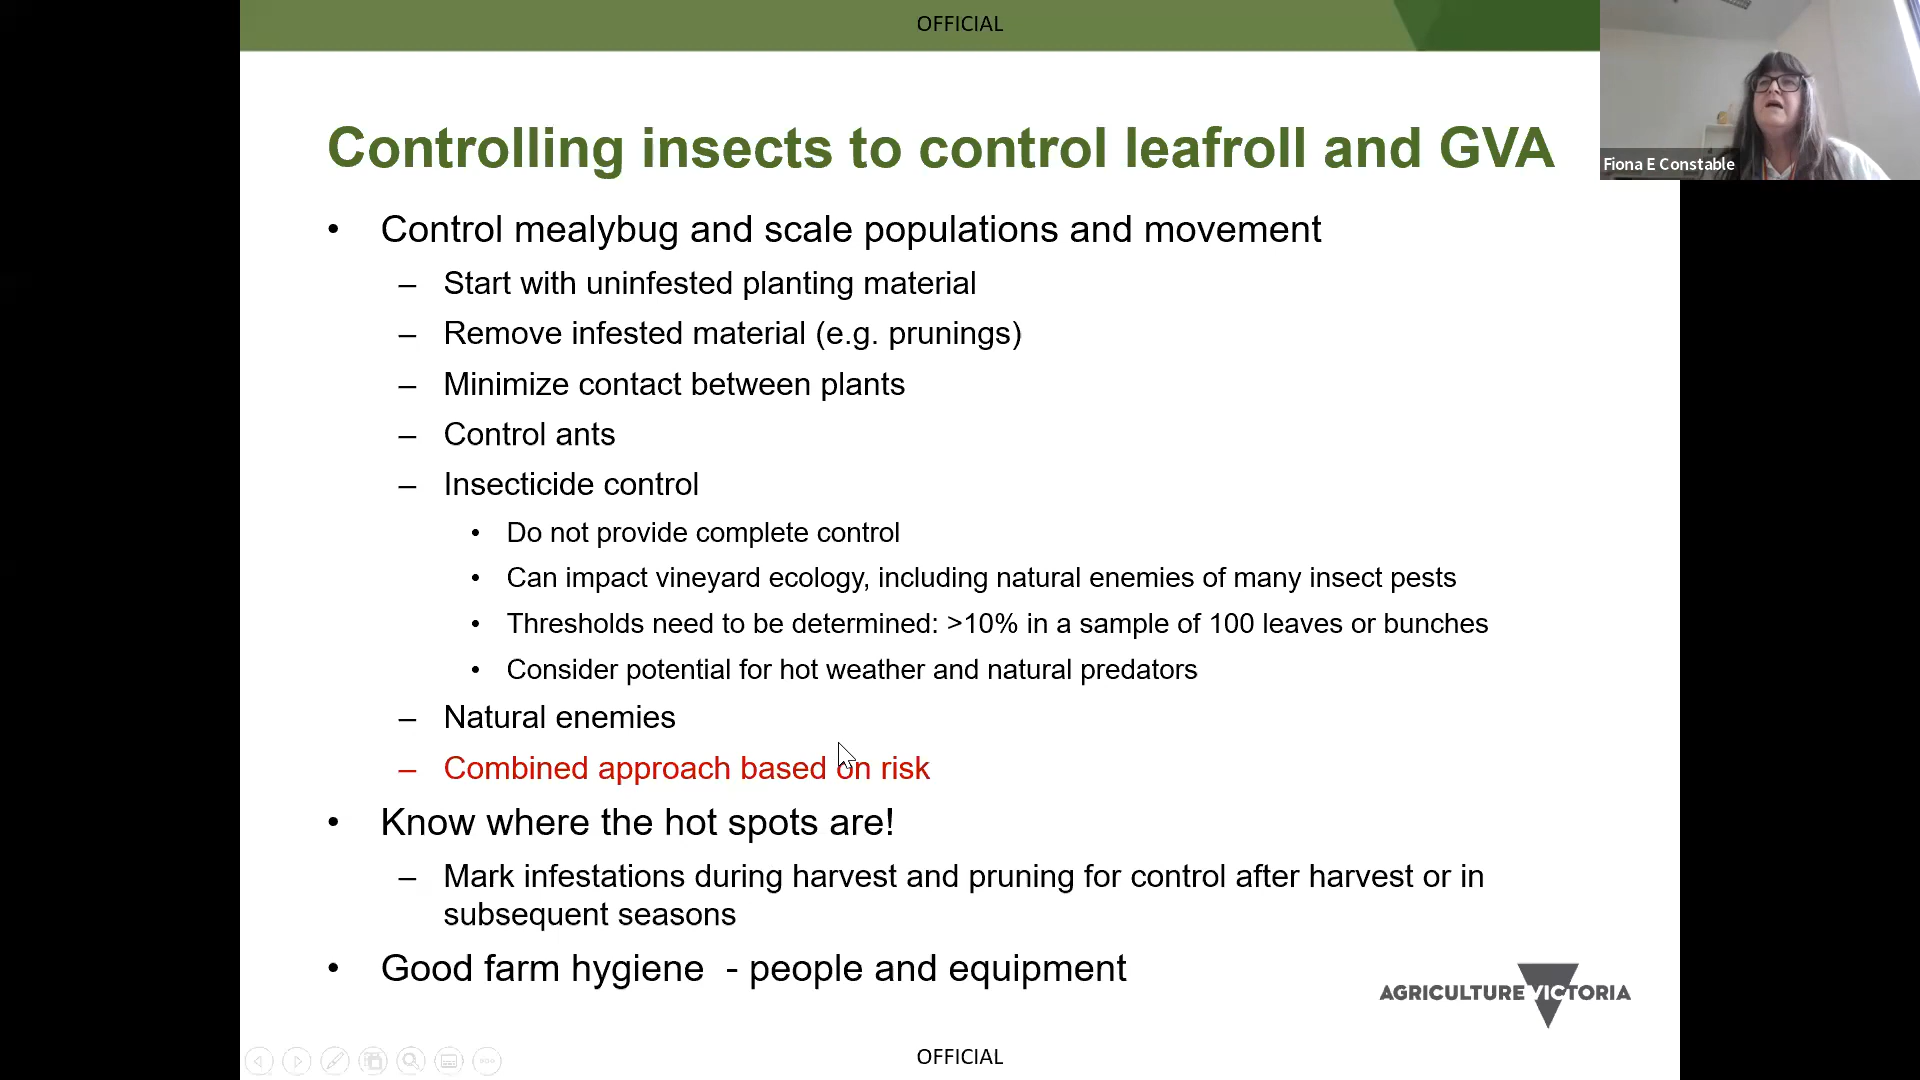 OFFICIAL
Controlling insects to control leafroll and GVA
Fiona E Constable
• Control mealybug and scale populations and movement
– Start with uninfested planting material
– Remove infested material (e.g. prunings)
– Minimize contact between plants
– Control ants
– Insecticide control
• Do not provide complete control
• Can impact vineyard ecology, including natural enemies of many insect pests
• Thresholds need to be determined: >10% in a sample of 100 leaves or bunches
• Consider potential for hot weather and natural predators
– Natural enemies
– Combined approach based on risk
• Know where the hot spots are!
– Mark infestations during harvest and pruning for control after harvest or in
subsequent seasons
• Good farm hygiene - people and equipment
AGRICULTURE VICTORIA
OFFICIAL